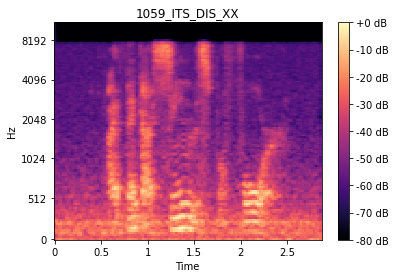 1059_ITS_DIS_XX
+0 dB
8192
-10 dB
4096
-20 dB
-30 dB
2048
-40 dB
Hz
1024
-50 dB
512
-60 dB
-70 dB
0
-80 dB
0 0.5 1 1.5 2 2.5
Time